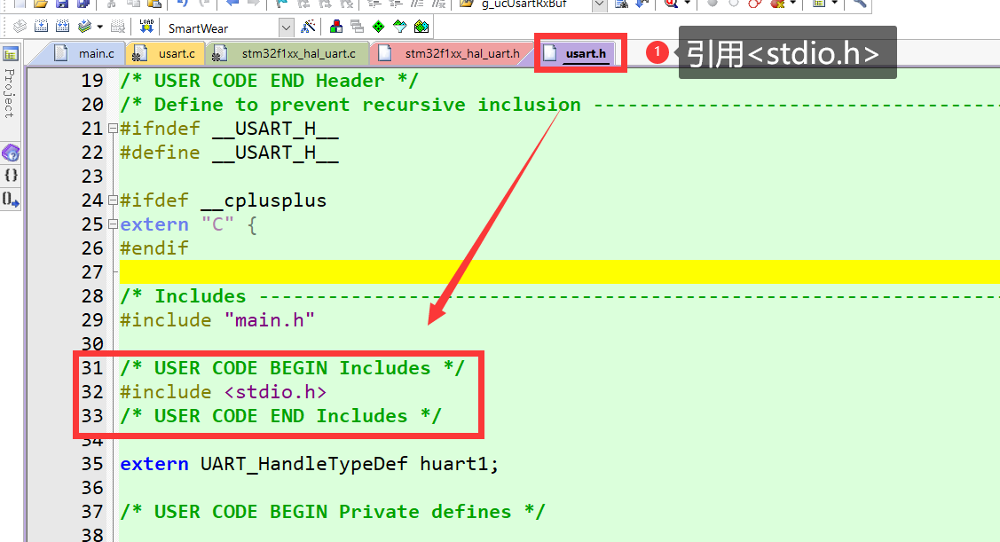 g_ucUsartRxBuf
LOAD
SmartWear
main.c
usart.c
stm32f1xx_hal_uart.c
stm32f1xx_hal_uart.h
usart.h
1
引用<stdio.h>
Project
19 /* USER CODE END Header */
20 /* Define to prevent recursive inclusion -----------------------------------
21 #ifndef __USART_H__
22 #define __USART_H__
23
24 #ifdef __cplusplus
25 extern "C" {
26 #endif
27
28 /* Includes ----------------------------------------------------------------
29 #include "main.h"
30
31 /* USER CODE BEGIN Includes */
32 #include <stdio.h>
33 /* USER CODE END Includes */
34
35 extern UART_HandleTypeDef huart1;
36
37 /* USER CODE BEGIN Private defines */
38